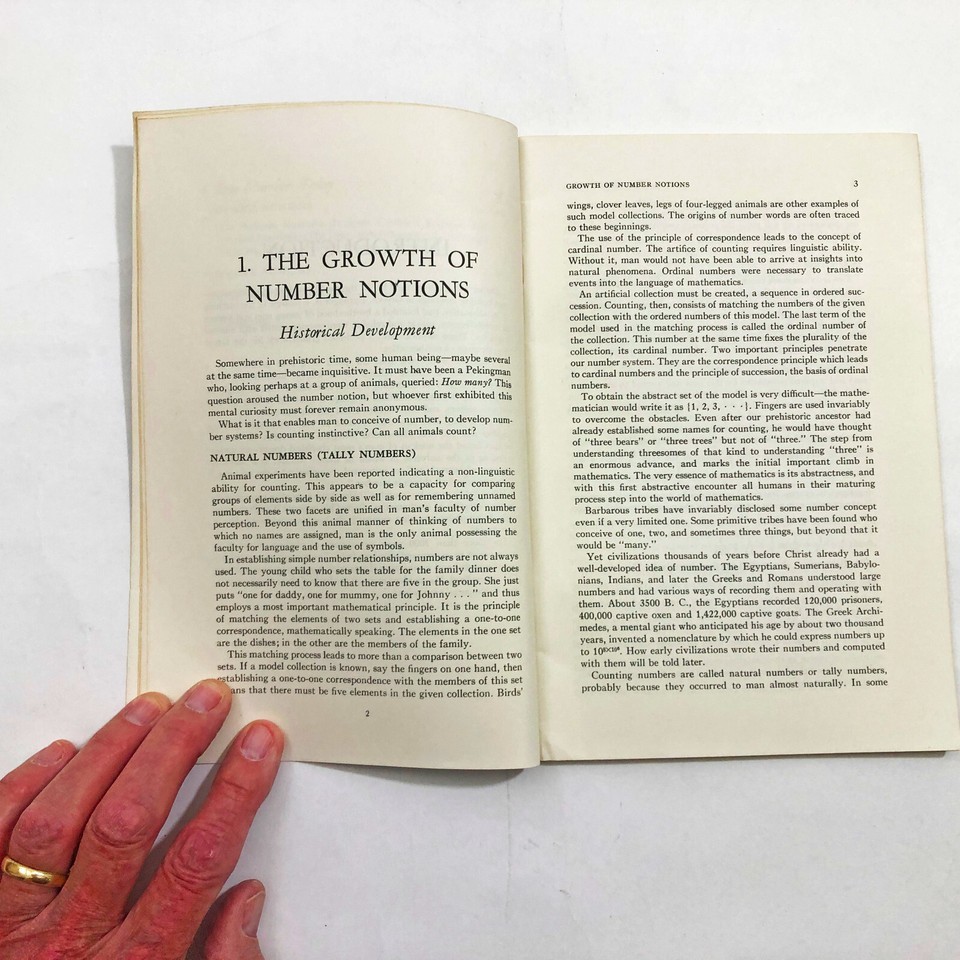 1. THE GROWTH OF
NUMBER NOTIONS
Historical Development
Somewhere in prehistoric time, some human being—maybe several
at the same time—became inquisitive. It must have been a Pekingman
who, looking perhaps at a group of animals, queried: How many? This
question aroused the number notion, but whoever first exhibited this
mental curiosity must forever remain anonymous.
What is it that enables man to conceive of number, to develop num-
ber systems? Is counting instinctive? Can all animals count?
NATURAL NUMBERS (TALLY NUMBERS)
Animal experiments have been reported indicating a non-linguistic
ability for counting. This appears to be a capacity for comparing
groups of elements side by side as well as for remembering unnamed
numbers. These two facets are unified in man's faculty of number
perception. Beyond this animal manner of thinking of numbers to
which no names are assigned, man is the only animal possessing the
faculty for language and the use of symbols.
In establishing simple number relationships, numbers are not always
used. The young child who sets the table for the family dinner does
not necessarily need to know that there are five in the group. She just
puts "one for daddy, one for mummy, one for Johnny . . . " and thus
employs a most important mathematical principle. It is the principle
of matching the elements of two sets and establishing a one-to-one
correspondence, mathematically speaking. The elements in the one set
are the dishes; in the other are the members of the family.
This matching process leads to more than a comparison between two
sets. If a model collection is known, say the fingers on one hand, then
establishing a one-to-one correspondence with the members of this set
ans that there must be five elements in the given collection. Birds'
2
GROWTH OF NUMBER NOTIONS 3
wings, clover leaves, legs of four-legged animals are other examples of
such model collections. The origins of number words are often traced
to these beginnings.
The use of the principle of correspondence leads to the concept of
cardinal number. The artifice of counting requires linguistic ability.
Without it, man would not have been able to arrive at insights into
natural phenomena. Ordinal numbers were necessary to translate
events into the language of mathematics.
An artificial collection must be created, a sequence in ordered suc-
cession. Counting, then, consists of matching the numbers of the given
collection with the ordered numbers of this model. The last term of the
model used in the matching process is called the ordinal number of
the collection. This number at the same time fixes the plurality of the
collection, its cardinal number. Two important principles penetrate
our number system. They are the correspondence principle which leads
to cardinal numbers and the principle of succession, the basis of ordinal
numbers.
To obtain the abstract set of the model is very difficult—the mathe-
matician would write it as {1, 2, 3, · · ·}. Fingers are used invariably
to overcome the obstacles. Even after our prehistoric ancestor had
already established some names for counting, he would have thought
of "three bears" or "three trees" but not of "three." The step from
understanding threesomes of that kind to understanding "three" is
an enormous advance, and marks the initial important climb in
mathematics. The very essence of mathematics is its abstractness, and
with this first abstractive encounter all humans in their maturing
process step into the world of mathematics.
Barbarous tribes have invariably disclosed some number concept
even if a very limited one. Some primitive tribes have been found who
conceive of one, two, and sometimes three things, but beyond that it
would be "many."
Yet civilizations thousands of years before Christ already had a
well-developed idea of number. The Egyptians, Sumerians, Babylo-
nians, Indians, and later the Greeks and Romans understood large
numbers and had various ways of recording them and operating with
them. About 3500 B. C., the Egyptians recorded 120,000 prisoners,
400,000 captive oxen and 1,422,000 captive goats. The Greek Archi-
medes, a mental giant who anticipated his age by about two thousand
years, invented a nomenclature by which he could express numbers up
to How early civilizations wrote their numbers and computed
with them will be told later.
Counting numbers are called natural numbers or tally numbers,
probably because they occurred to man almost naturally. In some